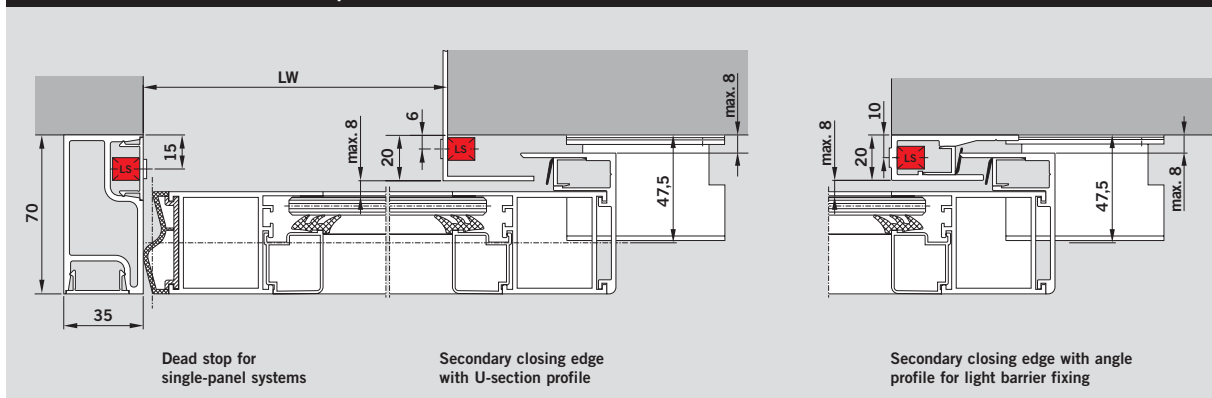 LW
max. 8
6
10
15
max. 8
20
LS
LS
max. 8
20
LS
max. 8
70
47,5
47,5
35
Dead stop for
single-panel systems
Secondary closing edge
with U-section profile
Secondary closing edge with angle
profile for light barrier fixing